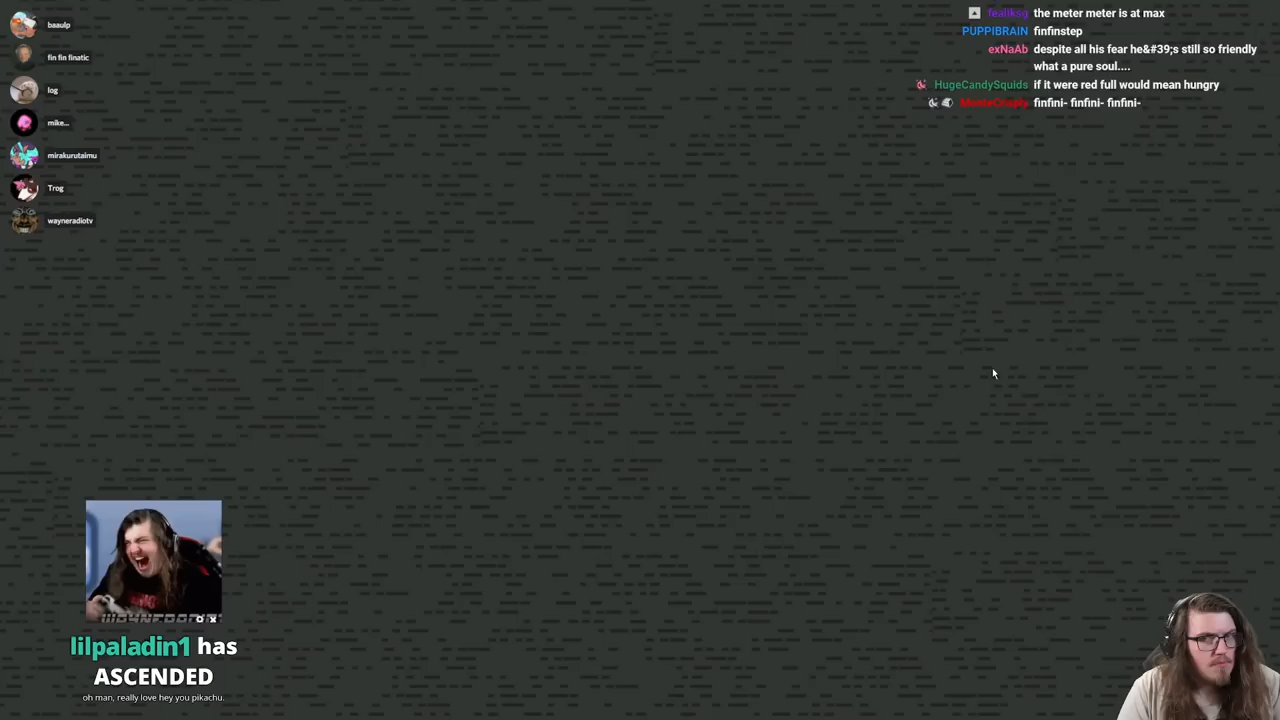 baaulp
fin fin finatic
log
mike...
mirakurutaimu
Trog
wayneradiotv
the meter meter is at max
PUPPIBRAIN finfinstep
exNaAb despite all his fear he&#39;s still so friendly
what a pure soul....
HugeCandySquids if it were red full would mean hungry
MonteCristly finfini- finfini- finfini-
lilpaladin1 has
ASCENDED
oh man, really love hey you pikachu.